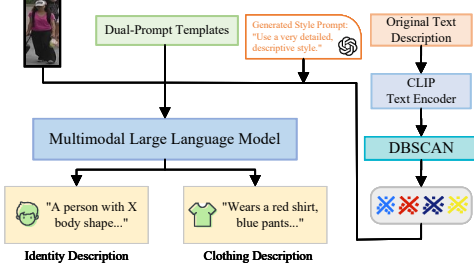 Dual-Prompt Templates
Generated Style Prompt:
"Use a very detailed,
descriptive style."
Original Text
Description
CLIP
Text Encoder
DBSCAN
Multimodal Large Language Model
"A person with X
body shape..."
"Wears a red shirt,
blue pants..."
Identity Description
Clothing Description